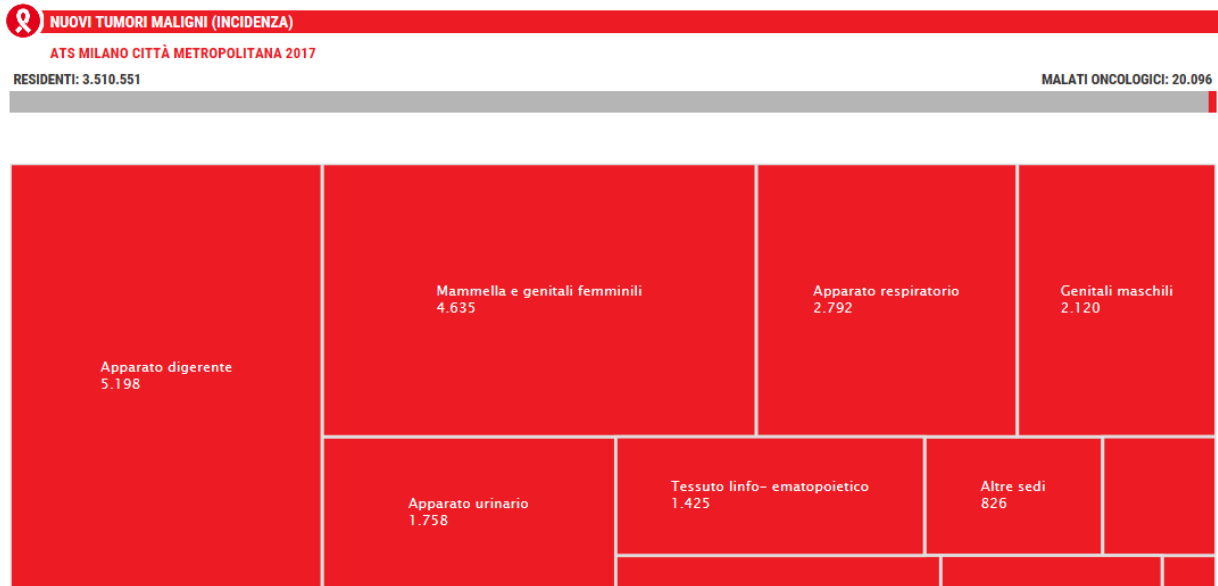 NUOVI TUMORI MALIGNI (INCIDENZA)
ATS MILANO CITTÀ METROPOLITANA 2017
RESIDENTI: 3.510.551
MALATI ONCOLOGICI: 20.096
Mammella e genitali femminili
4.635
Apparato respiratorio
2.792
Genitali maschili
2.120
Apparato digerente
5.198
Apparato urinario
1.758
Tessuto linfo- ematopoietico
1.425
Altre sedi
826